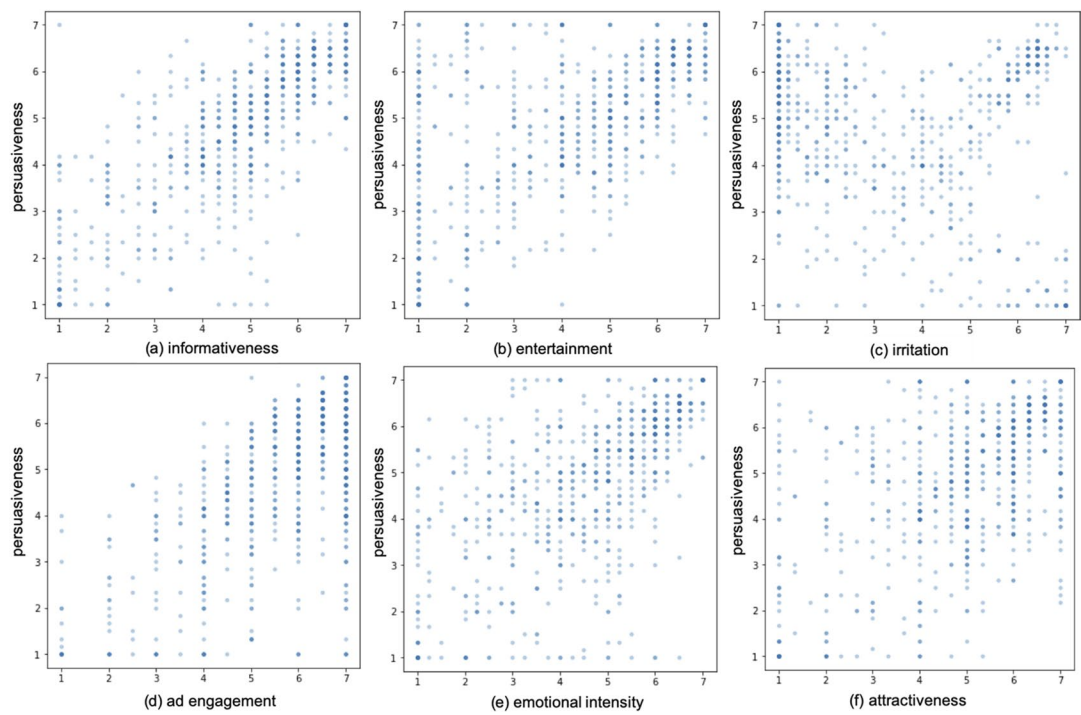 7
6
5
4
3
2
1
persuasiveness
1 2 3 4 5 6 7
(a) informativeness
7
6
5
4
3
2
1
persuasiveness
1 2 3 4 5 6 7
(b) entertainment
7
6
5
4
3
2
1
persuasiveness
1 2 3 4 5 6 7
(c) irritation
7
6
5
4
3
2
1
persuasiveness
1 2 3 4 5 6 7
(d) ad engagement
7
6
5
4
3
2
1
persuasiveness
1 2 3 4 5 6 7
(e) emotional intensity
7
6
5
4
3
2
1
persuasiveness
1 2 3 4 5 6 7
(f) attractiveness